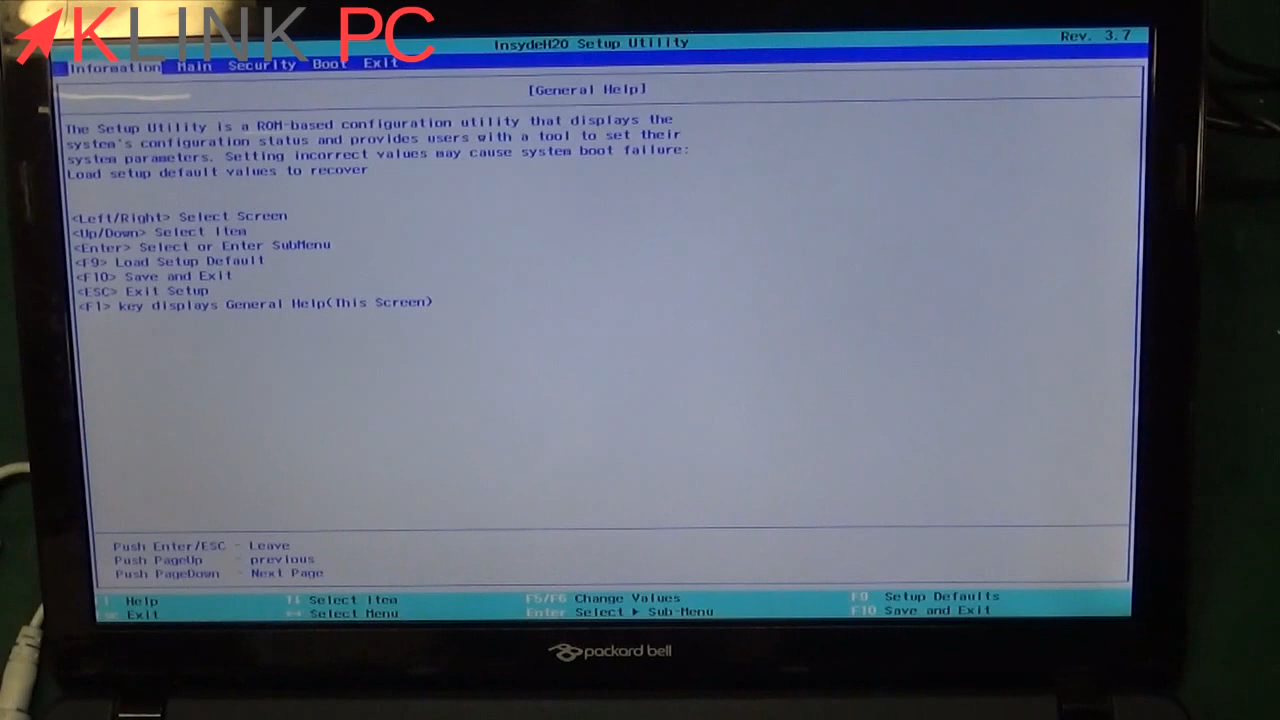 KLINK PC
InsydeH20 Setup Utility
Rev. 3.7
Information Main Security Boot Exit
[General Help]
The Setup Utility is a ROM-based configuration utility that displays the
system's configuration status and provides users with a tool to set their
system parameters. Setting incorrect values may cause system boot failure:
Load setup default values to recover
<Left/Right> Select Screen
<Up/Down> Select Item
<Enter> Select or Enter SubMenu
<F9> Load Setup Default
<F10> Save and Exit
<ESC> Exit Setup
<F1> key displays General Help(This Screen)
Push Enter/ESC - Leave
Push PageUp - previous
Push PageDown - Next Page
Help ↑↓ Select Item F5/F6 Change Values F9 Setup Defaults
Exit ↔ Select Menu Enter Select ▶ Sub-Menu F10 Save and Exit
packard bell